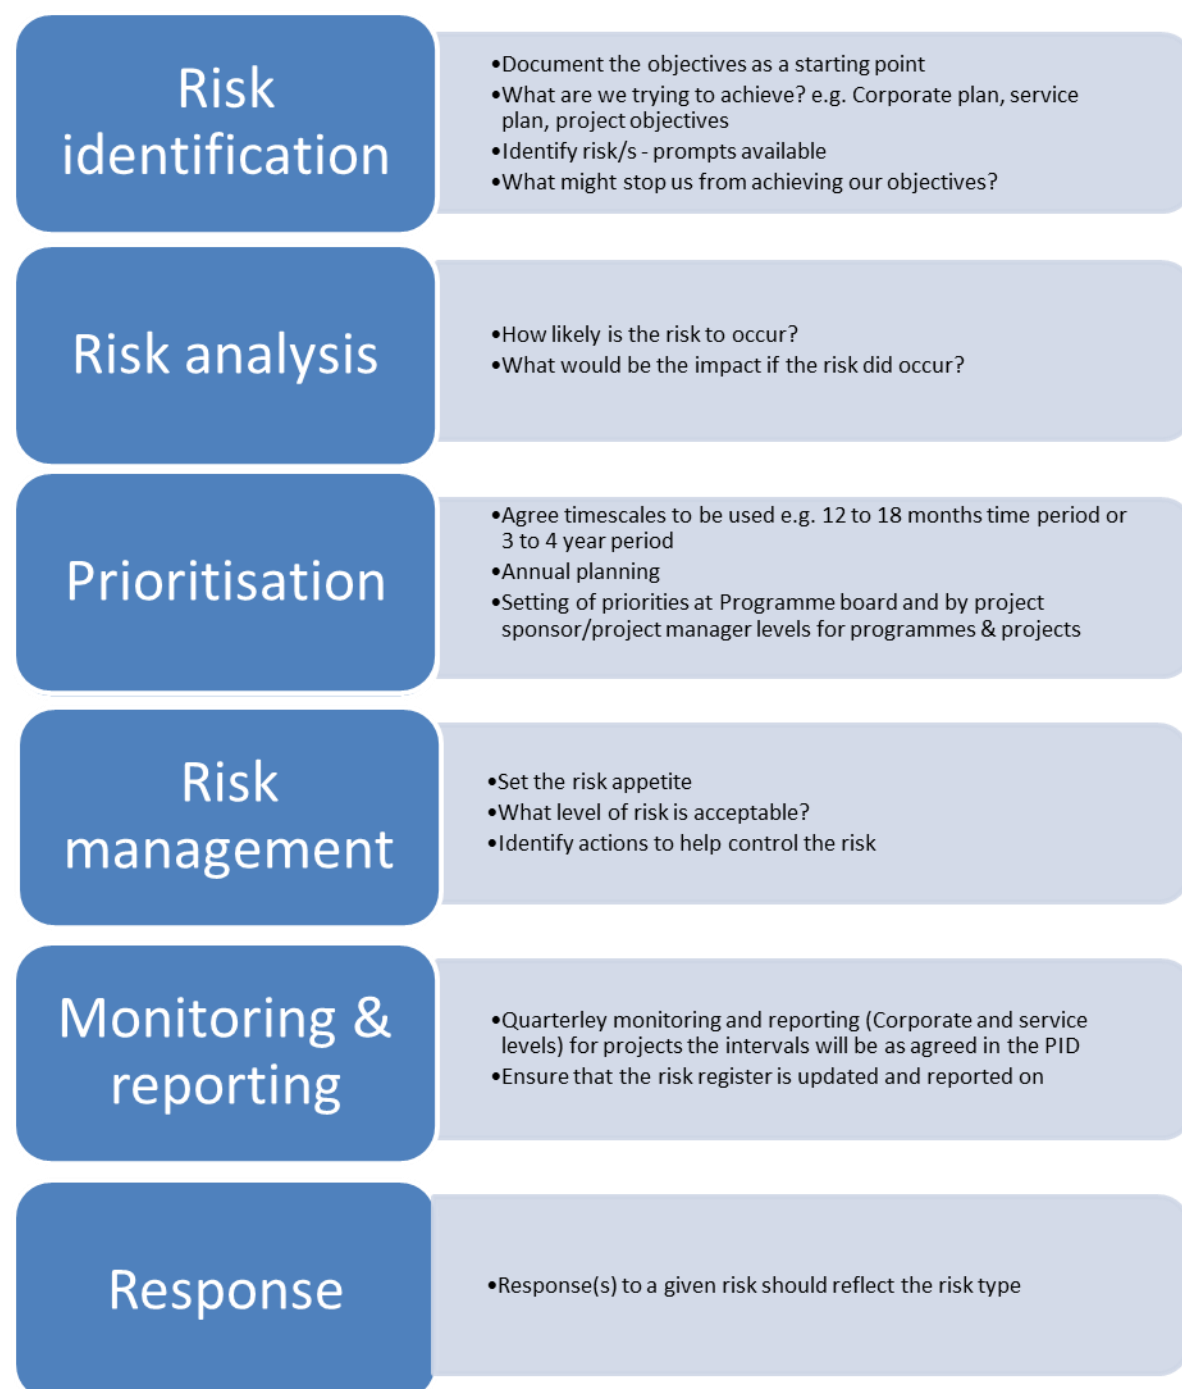 Risk
identification
•Document the objectives as a starting point
•What are we trying to achieve? e.g. Corporate plan, service
plan, project objectives
•Identify risk/s - prompts available
•What might stop us from achieving our objectives?
Risk analysis
•How likely is the risk to occur?
•What would be the impact if the risk did occur?
Prioritisation
•Agree timescales to be used e.g. 12 to 18 months time period or
3 to 4 year period
•Annual planning
•Setting of priorities at Programme board and by project
sponsor/project manager levels for programmes & projects
Risk
management
•Set the risk appetite
•What level of risk is acceptable?
•Identify actions to help control the risk
Monitoring &
reporting
•Quarterley monitoring and reporting (Corporate and service
levels) for projects the intervals will be as agreed in the PID
•Ensure that the risk register is updated and reported on
Response
•Response(s) to a given risk should reflect the risk type